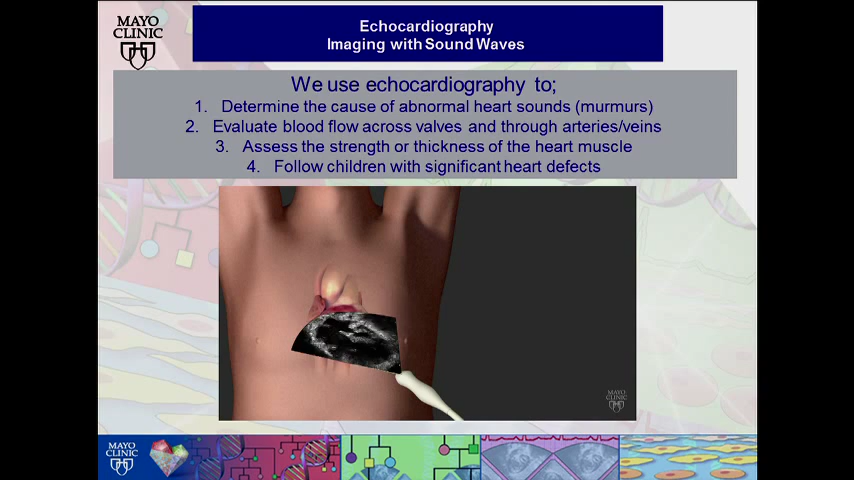 MAYO
CLINIC
Echocardiography
Imaging with Sound Waves
We use echocardiography to;
1. Determine the cause of abnormal heart sounds (murmurs)
2. Evaluate blood flow across valves and through arteries/veins
3. Assess the strength or thickness of the heart muscle
4. Follow children with significant heart defects
MAYO
CLINIC
MAYO
CLINIC